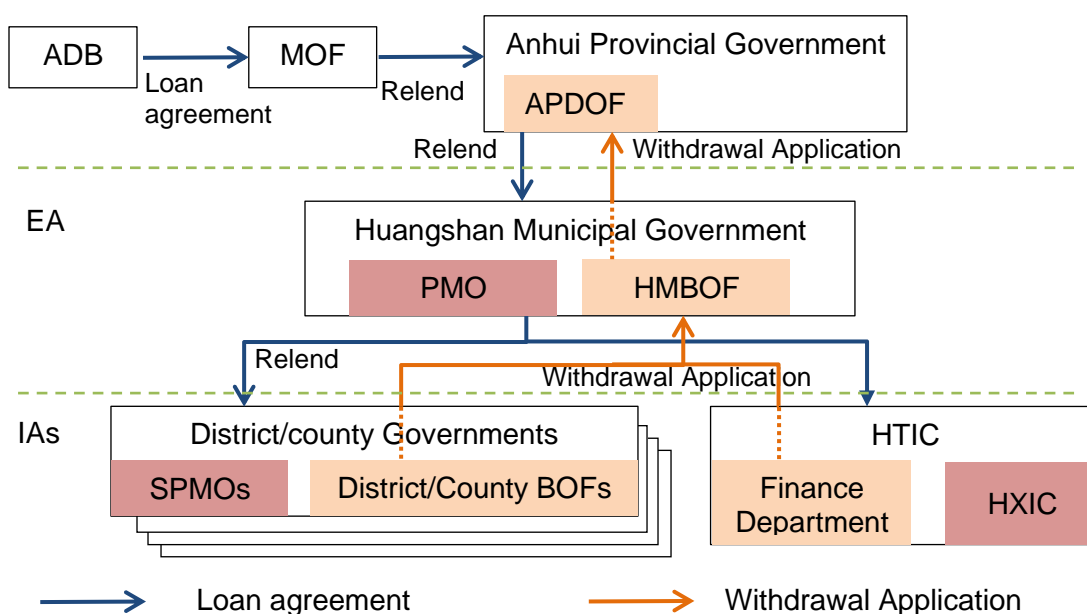 ADB
MOF
Anhui Provincial Government
Loan
agreement
Relend
APDOF
Relend
Withdrawal Application
EA
Huangshan Municipal Government
PMO
HMBOF
Relend
Withdrawal Application
IAs
District/county Governments
HTIC
SPMOs
District/County BOFs
Finance
Department
HXIC
Loan agreement
Withdrawal Application